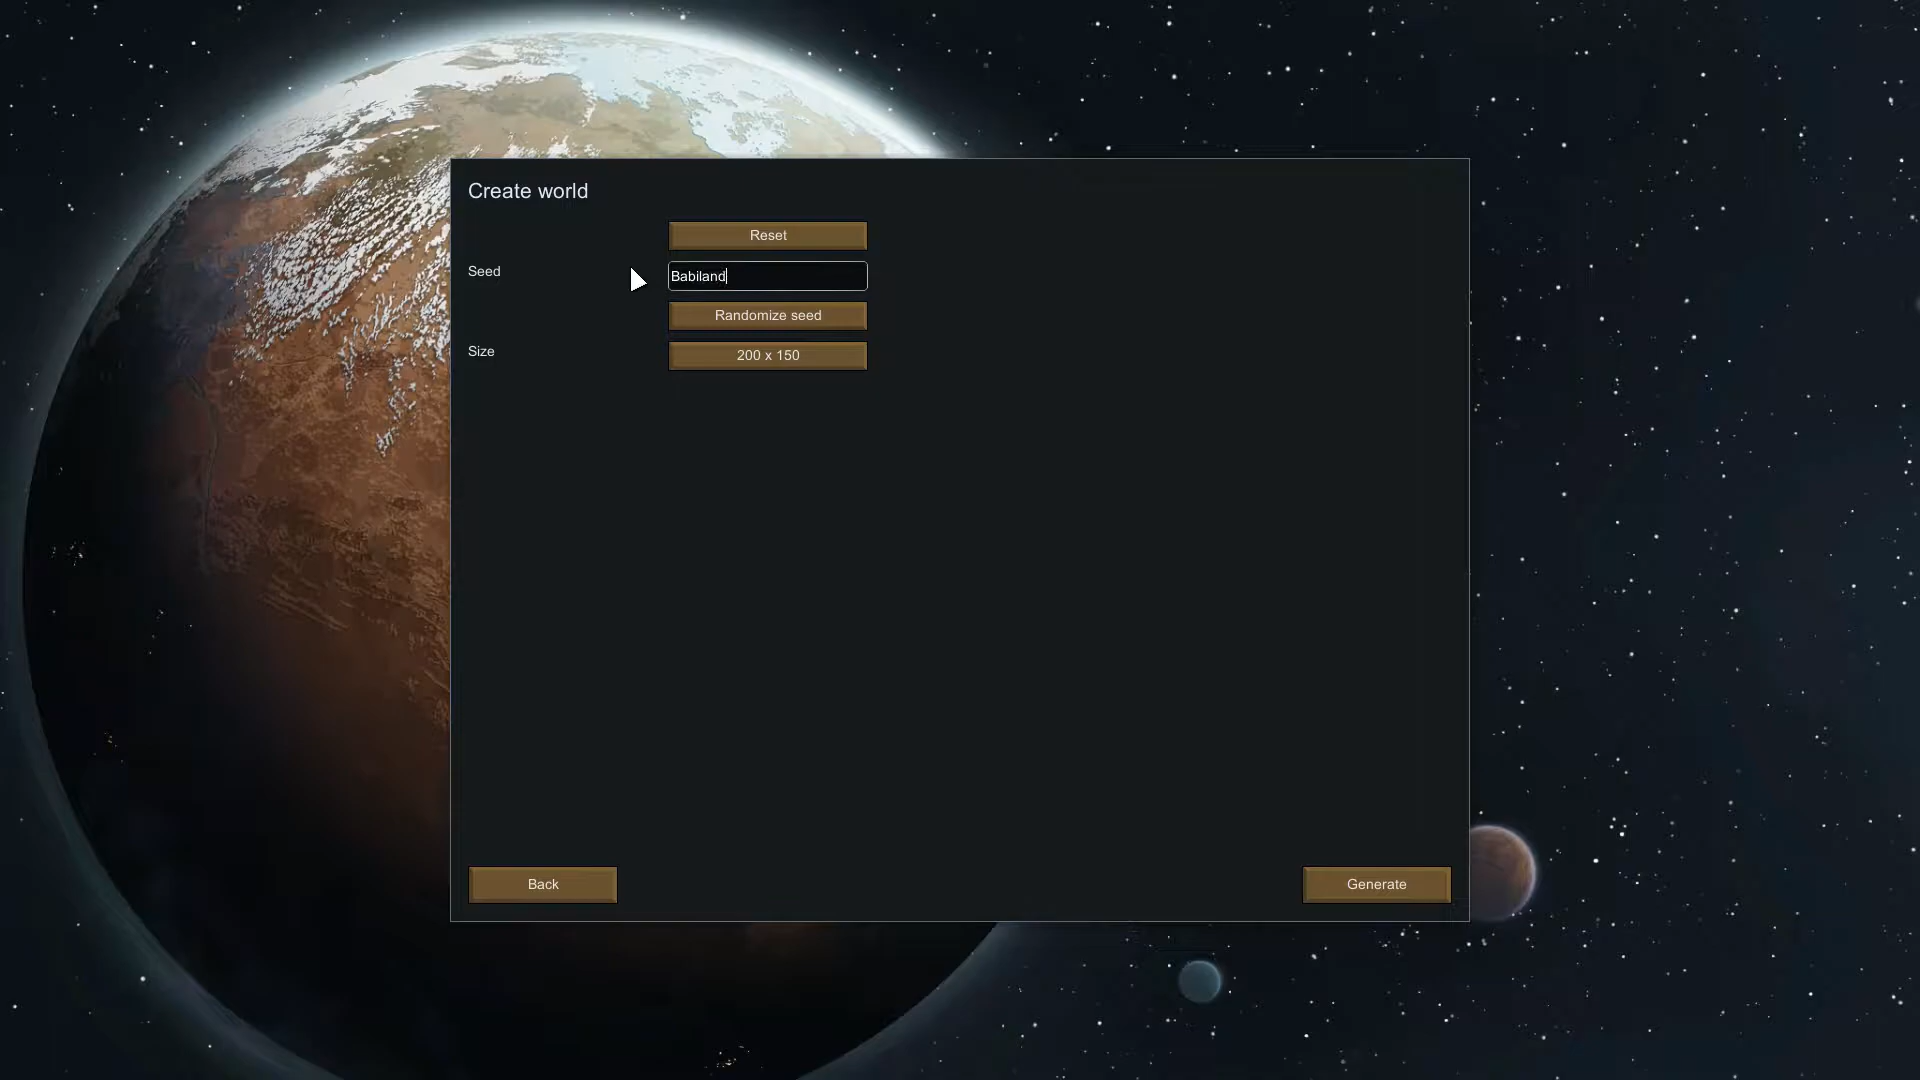 Create world
Reset
Seed
Babiland
Randomize seed
Size
200 x 150
Back
Generate